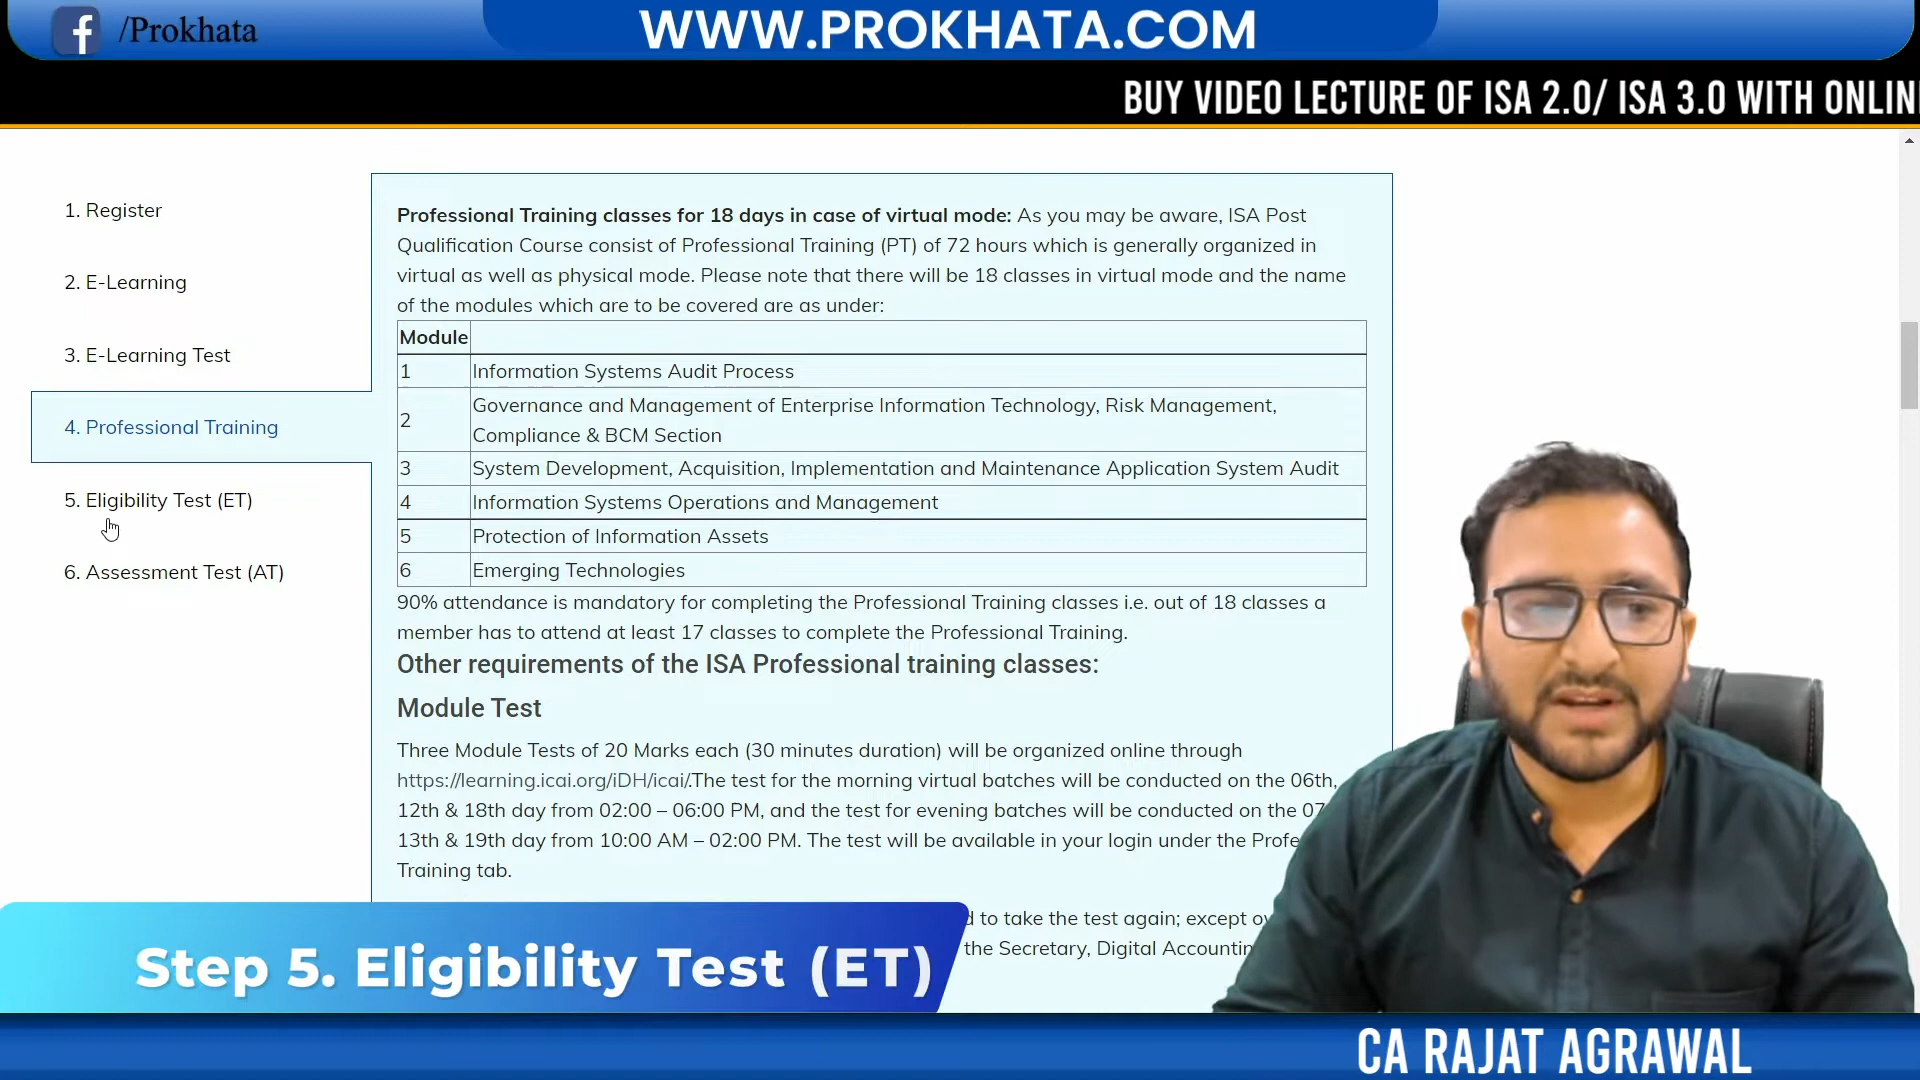 /Prokhata
WWW.PROKHATA.COM
BUY VIDEO LECTURE OF ISA 2.0/ ISA 3.0 WITH
1. Register
2. E-Learning
3. E-Learning Test
4. Professional Training
5. Eligibility Test (ET)
6. Assessment Test (AT)
Professional Training classes for 18 days in case of virtual mode: As you may be aware, ISA Post
Qualification Course consist of Professional Training (PT) of 72 hours which is generally organized in
virtual as well as physical mode. Please note that there will be 18 classes in virtual mode and the name
of the modules which are to be covered are as under:
Module
1 Information Systems Audit Process
2 Governance and Management of Enterprise Information Technology, Risk Management,
Compliance & BCM Section
3 System Development, Acquisition, Implementation and Maintenance Application System Audit
4 Information Systems Operations and Management
5 Protection of Information Assets
6 Emerging Technologies
90% attendance is mandatory for completing the Professional Training classes i.e. out of 18 classes a
member has to attend at least 17 classes to complete the Professional Training.
Other requirements of the ISA Professional training classes:
Module Test
Three Module Tests of 20 Marks each (30 minutes duration) will be organized online through
https://learning.icai.org/iDH/icai/.The test for the morning virtual batches will be conducted on the 06th,
12th & 18th day from 02:00 – 06:00 PM, and the test for evening batches will be conducted on the
13th & 19th day from 10:00 AM – 02:00 PM. The test will be available in your login under the
Training tab.
to take the test again; except
the Secretary, Digital
Step 5. Eligibility Test (ET)
CA RAJAT AGRAWAL